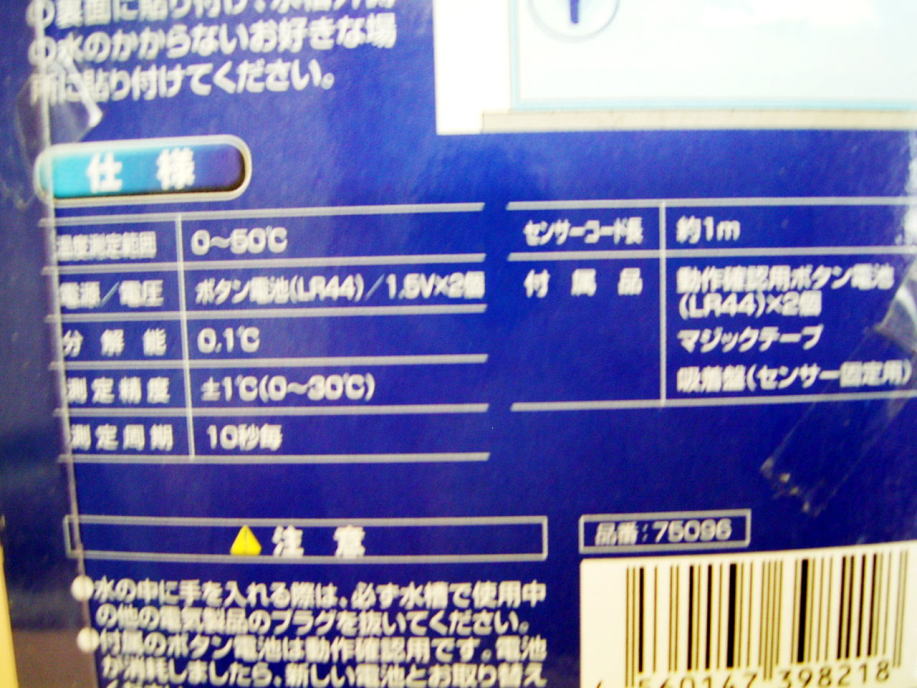 裏面に貼り付け、水槽外側
●水のかからないお好きな場
所に貼り付けてください。
仕様
温度測定範囲 0〜50℃
電源／電圧 ボタン電池(LR44)／1.5V×2個
分解能 0.1℃
測定精度 ±1℃(0〜30℃)
測定周期 10秒毎
センサーコード長 約1m
付属品 動作確認用ボタン電池
(LR44)×2個
マジックテープ
吸着盤(センサー固定用)
注意
●水の中に手を入れる際は、必ず水槽で使用中
の他の電気製品のプラグを抜いてください。
●付属のボタン電池は動作確認用です。電池
が消耗しましたら、新しい電池とお取り替え
品番：75096
4 560147 398218